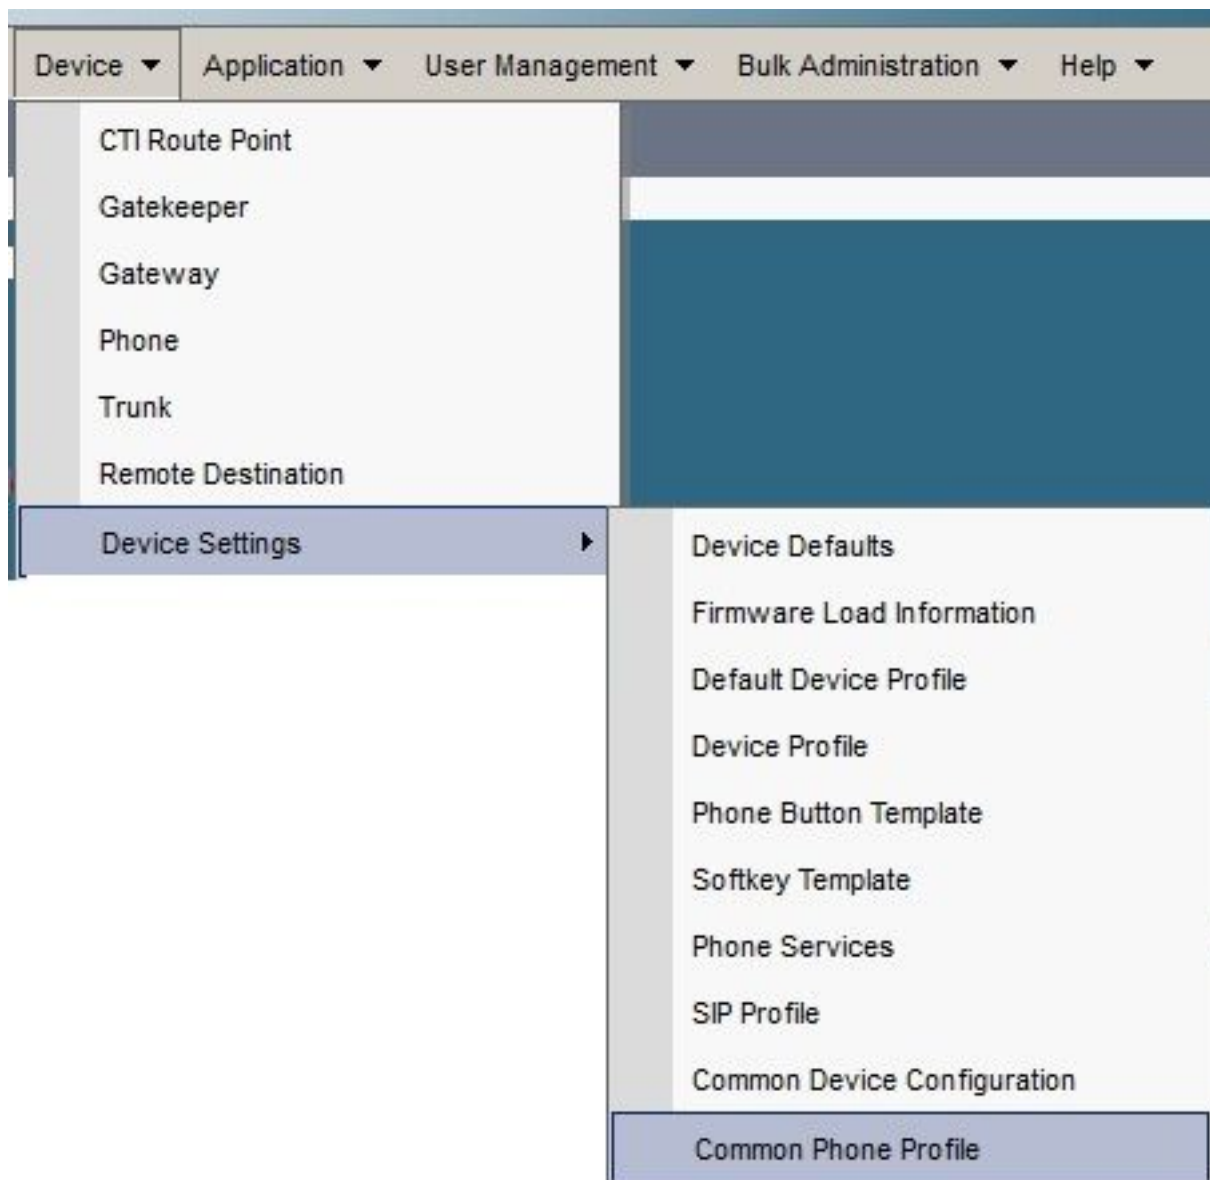 Device Application User Management Bulk Administration Help
CTI Route Point
Gatekeeper
Gateway
Phone
Trunk
Remote Destination
Device Settings
Device Defaults
Firmware Load Information
Default Device Profile
Device Profile
Phone Button Template
Softkey Template
Phone Services
SIP Profile
Common Device Configuration
Common Phone Profile